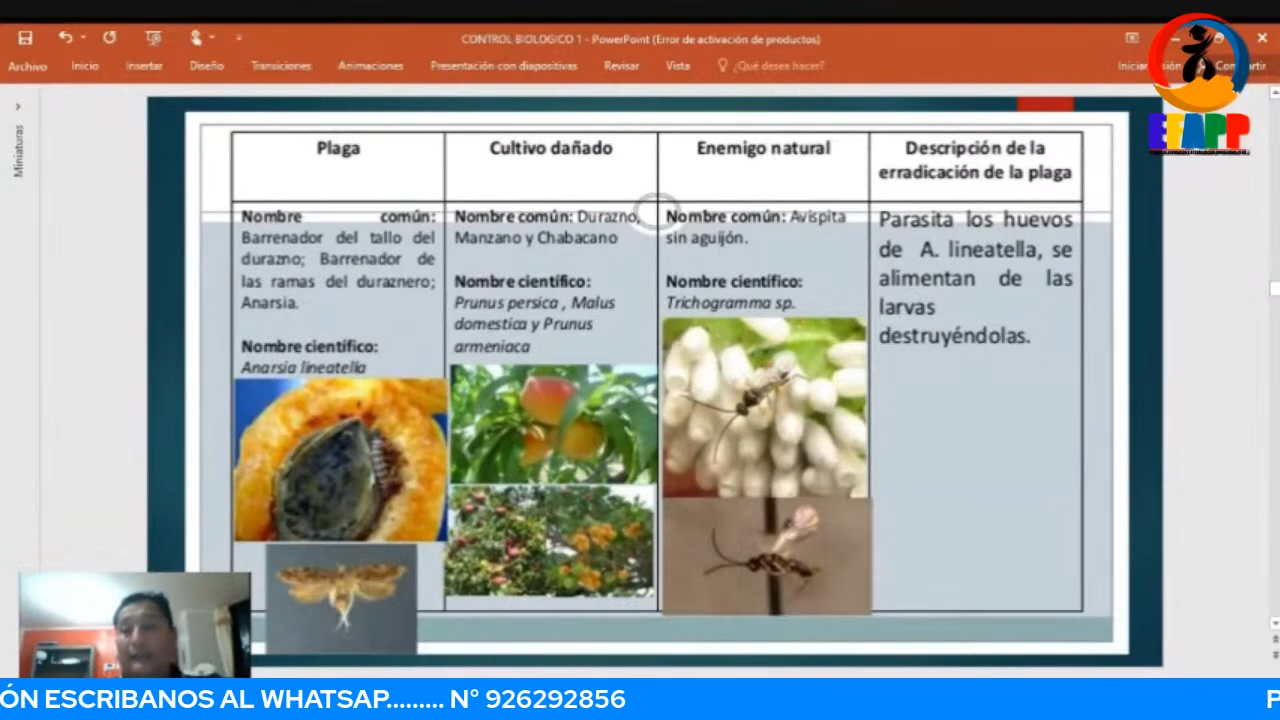 CONTROL BIOLOGICO 1 - PowerPoint (Error de activación de productos)
Archivo Inicio Insertar Diseño Transiciones Animaciones Presentación con diapositivas Revisar Vista ¿Qué desea hacer?
EFAPP
Miniaturas
Plaga
Cultivo dañado
Enemigo natural
Descripción de la
erradicación de la plaga
Nombre común:
Barrenador del tallo del
durazno; Barrenador de
las ramas del duraznero;
Anarsia.
Nombre científico:
Anarsia lineatella
Nombre común: Durazno,
Manzano y Chabacano
Nombre científico:
Prunus persica , Malus
domestica y Prunus
armeniaca
Nombre común: Avispita
sin aguijón.
Nombre científico:
Trichogramma sp.
Parasita los huevos
de A. lineatella, se
alimentan de las
larvas
destruyéndolas.
ÓN ESCRIBANOS AL WHATSAP......... N° 926292856 P